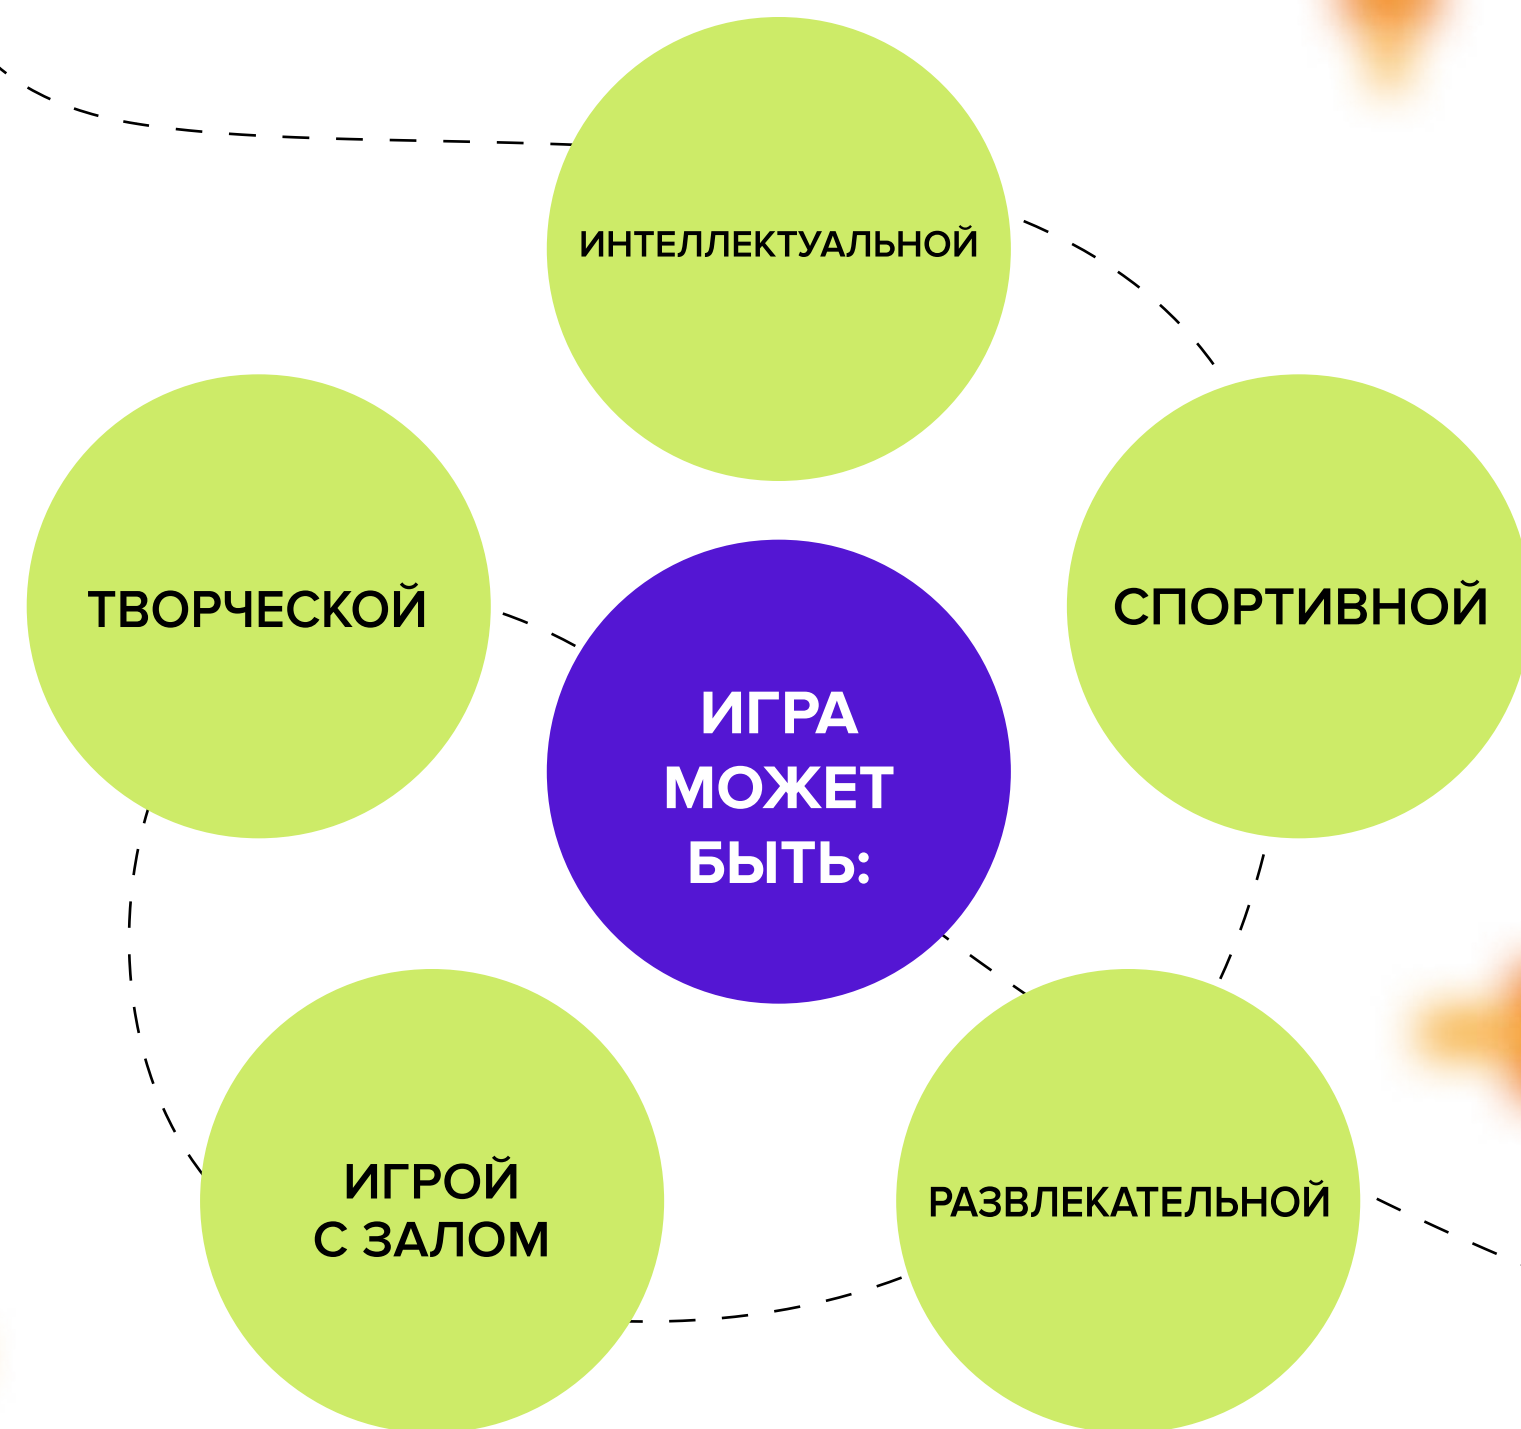 ИНТЕЛЛЕКТУАЛЬНОЙ
ТВОРЧЕСКОЙ
СПОРТИВНОЙ
ИГРА
МОЖЕТ
БЫТЬ:
ИГРОЙ
С ЗАЛОМ
РАЗВЛЕКАТЕЛЬНОЙ